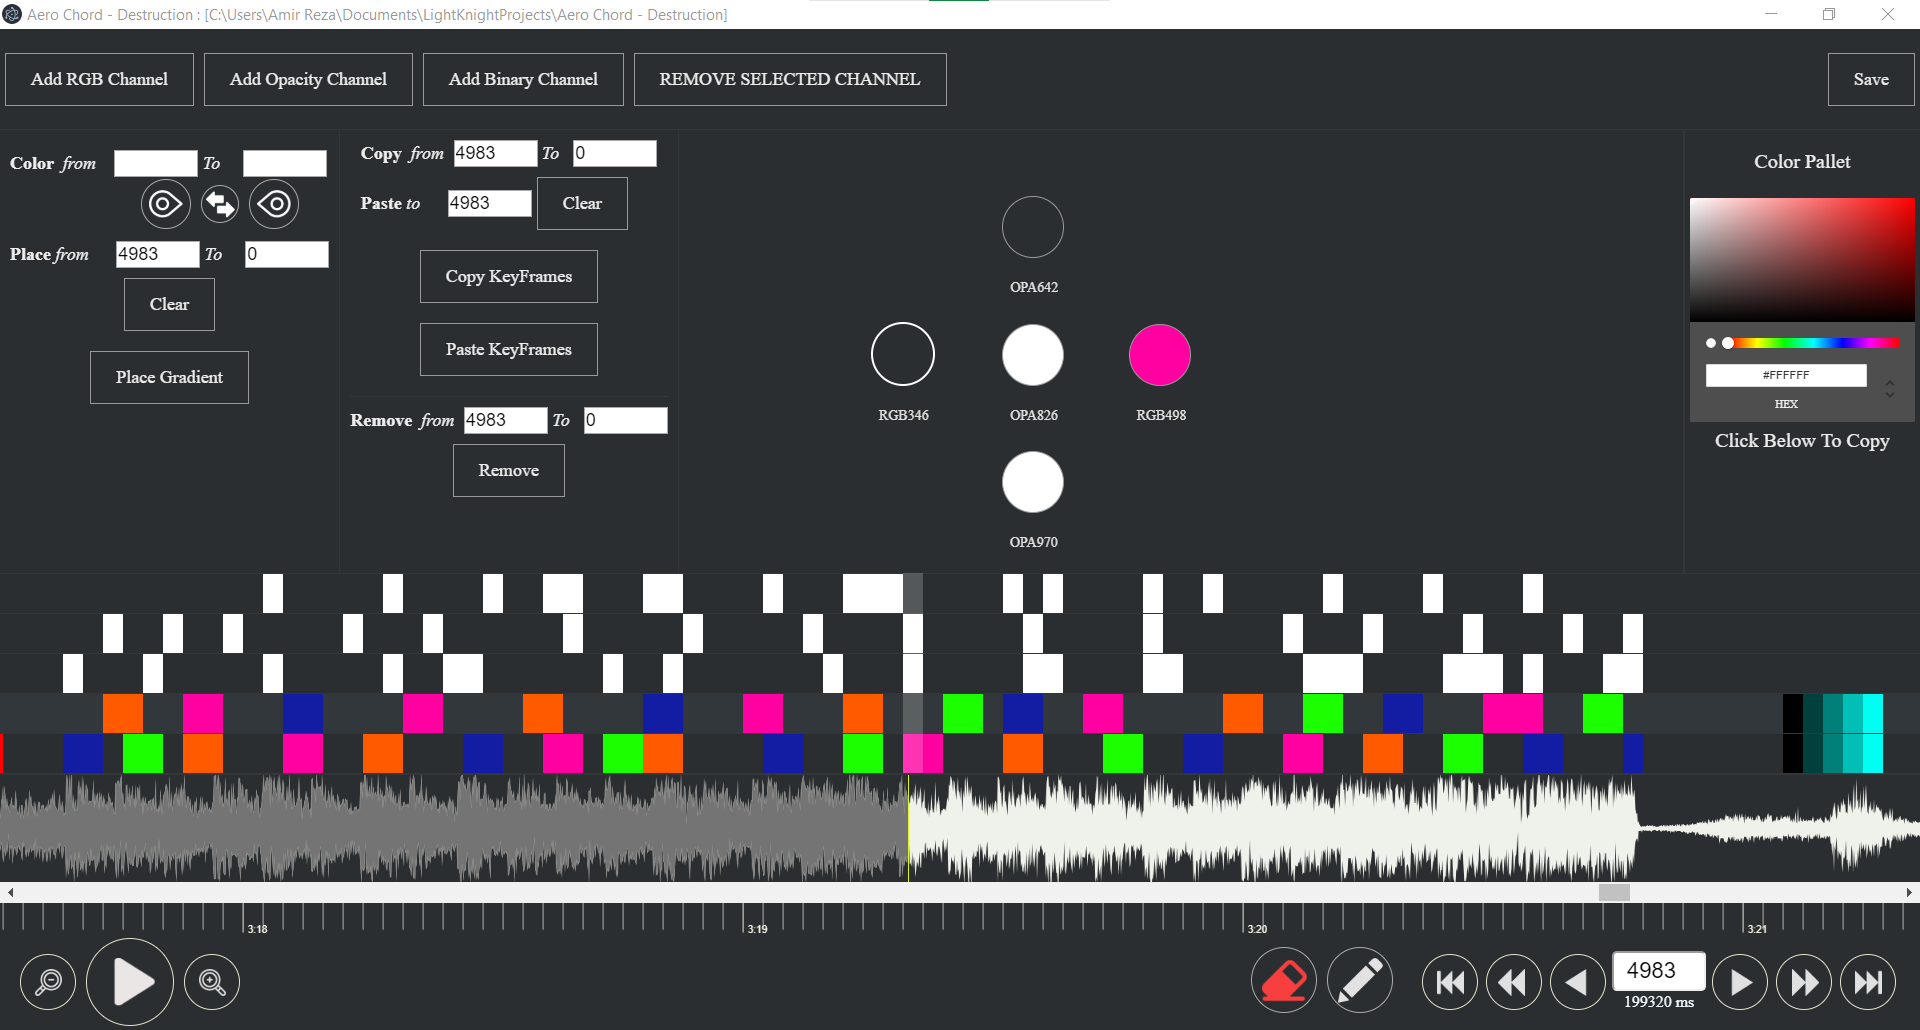 Aero Chord - Destruction : [C:\Users\Amir Reza\Documents\LightKnightProjects\Aero Chord - Destruction]
Add RGB Channel
Add Opacity Channel
Add Binary Channel
REMOVE SELECTED CHANNEL
Save
Color from To
Place from 4983 To 0
Clear
Place Gradient
Copy from 4983 To 0
Paste to 4983 Clear
Copy KeyFrames
Paste KeyFrames
Remove from 4983 To 0
Remove
OPA642
RGB346
OPA826
RGB498
OPA970
Color Pallet
#FFFFFF
HEX
Click Below To Copy
3:18
3:19
3:20
3:21
4983
199320 ms